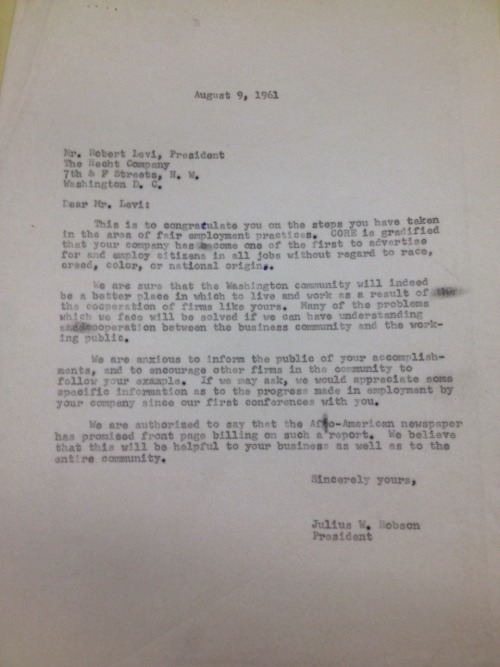 August 9, 1961
Mr. Robert Levi, President
The Hecht Company
7th & F Streets, N. W.
Washington D. C.
Dear Mr. Levi:
This is to congratulate you on the steps you have taken
in the area of fair employment practices. CORE is gradified
that your company has become one of the first to advertise
for and employ citizens in all jobs without regard to race,
creed, color, or national origin.
We are sure that the Washington community will indeed
be a better place in which to live and work as a result of
the cooperation of firms like yours. Many of the problems
which we face will be solved if we can have understanding
and cooperation between the business community and the work-
ing public.
We are anxious to inform the public of your accomplish-
ments, and to encourage other firms in the community to
follow your example. If we may ask, we would appreciate some
specific information as to the progress made in employment by
your company since our first conferences with you.
We are authorized to say that the Afro-American newspaper
has promised front page billing on such a report. We believe
that this will be helpful to your business as well as to the
entire community.
Sincerely yours,
Julius W. Hobson
President